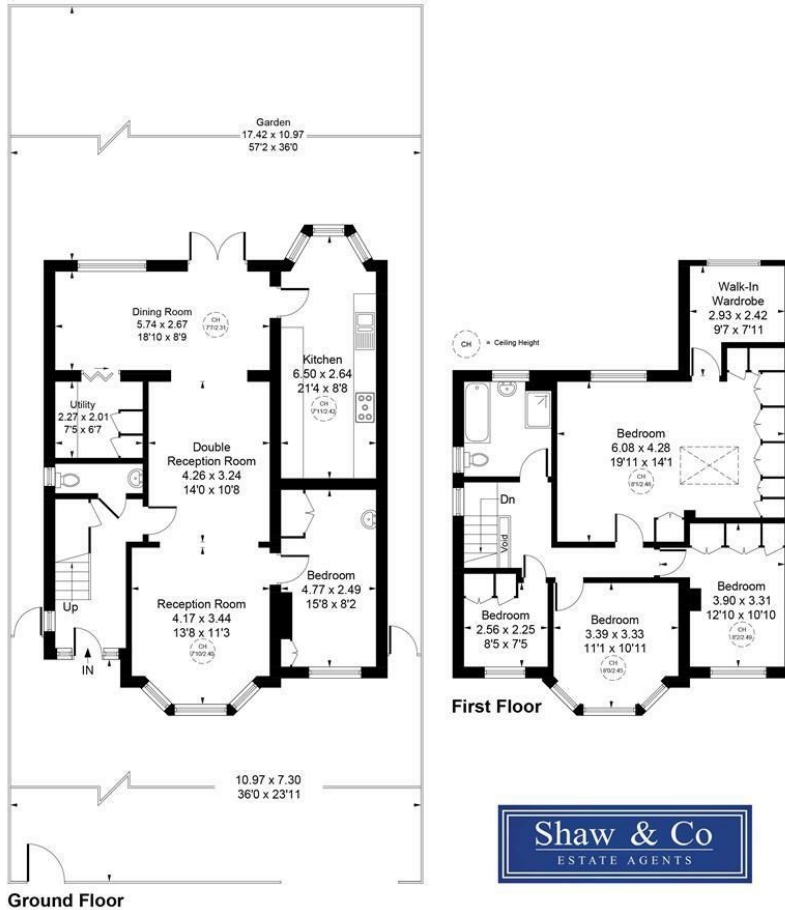 Garden
17.42 x 10.97
57'2 x 36'0
Dining Room
5.74 x 2.67
18'10 x 8'9
CH
Kitchen
6.50 x 2.64
21'4 x 8'8
CH
Utility
2.27 x 2.01
7'5 x 6'7
Double
Reception Room
4.26 x 3.24
14'0 x 10'8
Bedroom
4.77 x 2.49
15'8 x 8'2
Up
Reception Room
4.17 x 3.44
13'8 x 11'3
CH
IN
10.97 x 7.30
36'0 x 23'11
Ground Floor
CH = Ceiling Height
Walk-In
Wardrobe
2.93 x 2.42
9'7 x 7'11
Bedroom
6.08 x 4.28
19'11 x 14'1
CH
Dn
Void
Bedroom
2.56 x 2.25
8'5 x 7'5
Bedroom
3.39 x 3.33
11'1 x 10'11
CH
Bedroom
3.90 x 3.31
12'10 x 10'10
CH
First Floor
Shaw & Co
ESTATE AGENTS